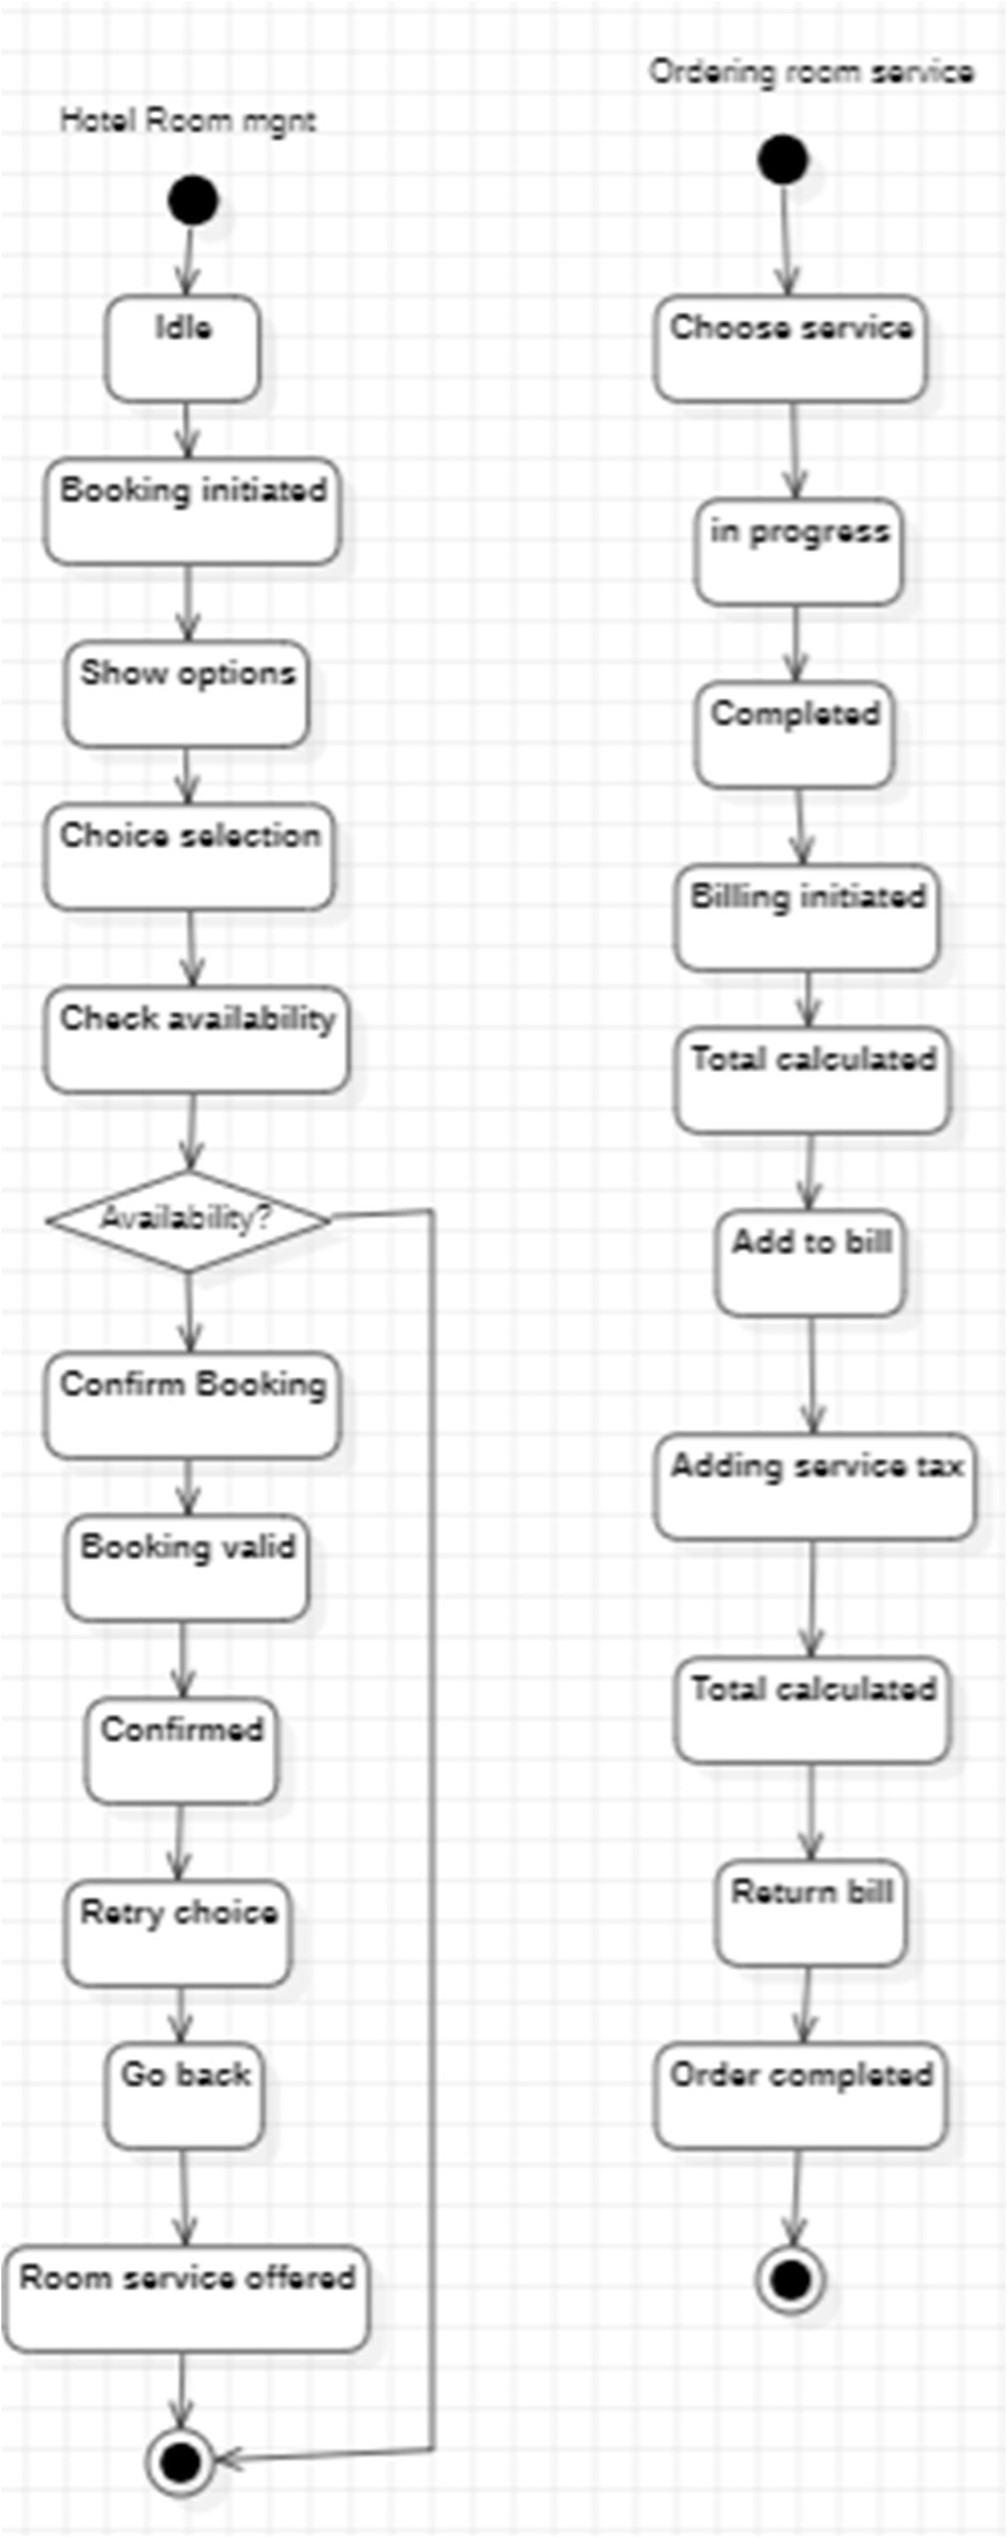 Hotel Room mgnt
Idle
Booking initiated
Show options
Choice selection
Check availability
Availability?
Confirm Booking
Booking valid
Confirmed
Retry choice
Go back
Room service offered
Ordering room service
Choose service
in progress
Completed
Billing initiated
Total calculated
Add to bill
Adding service tax
Total calculated
Return bill
Order completed